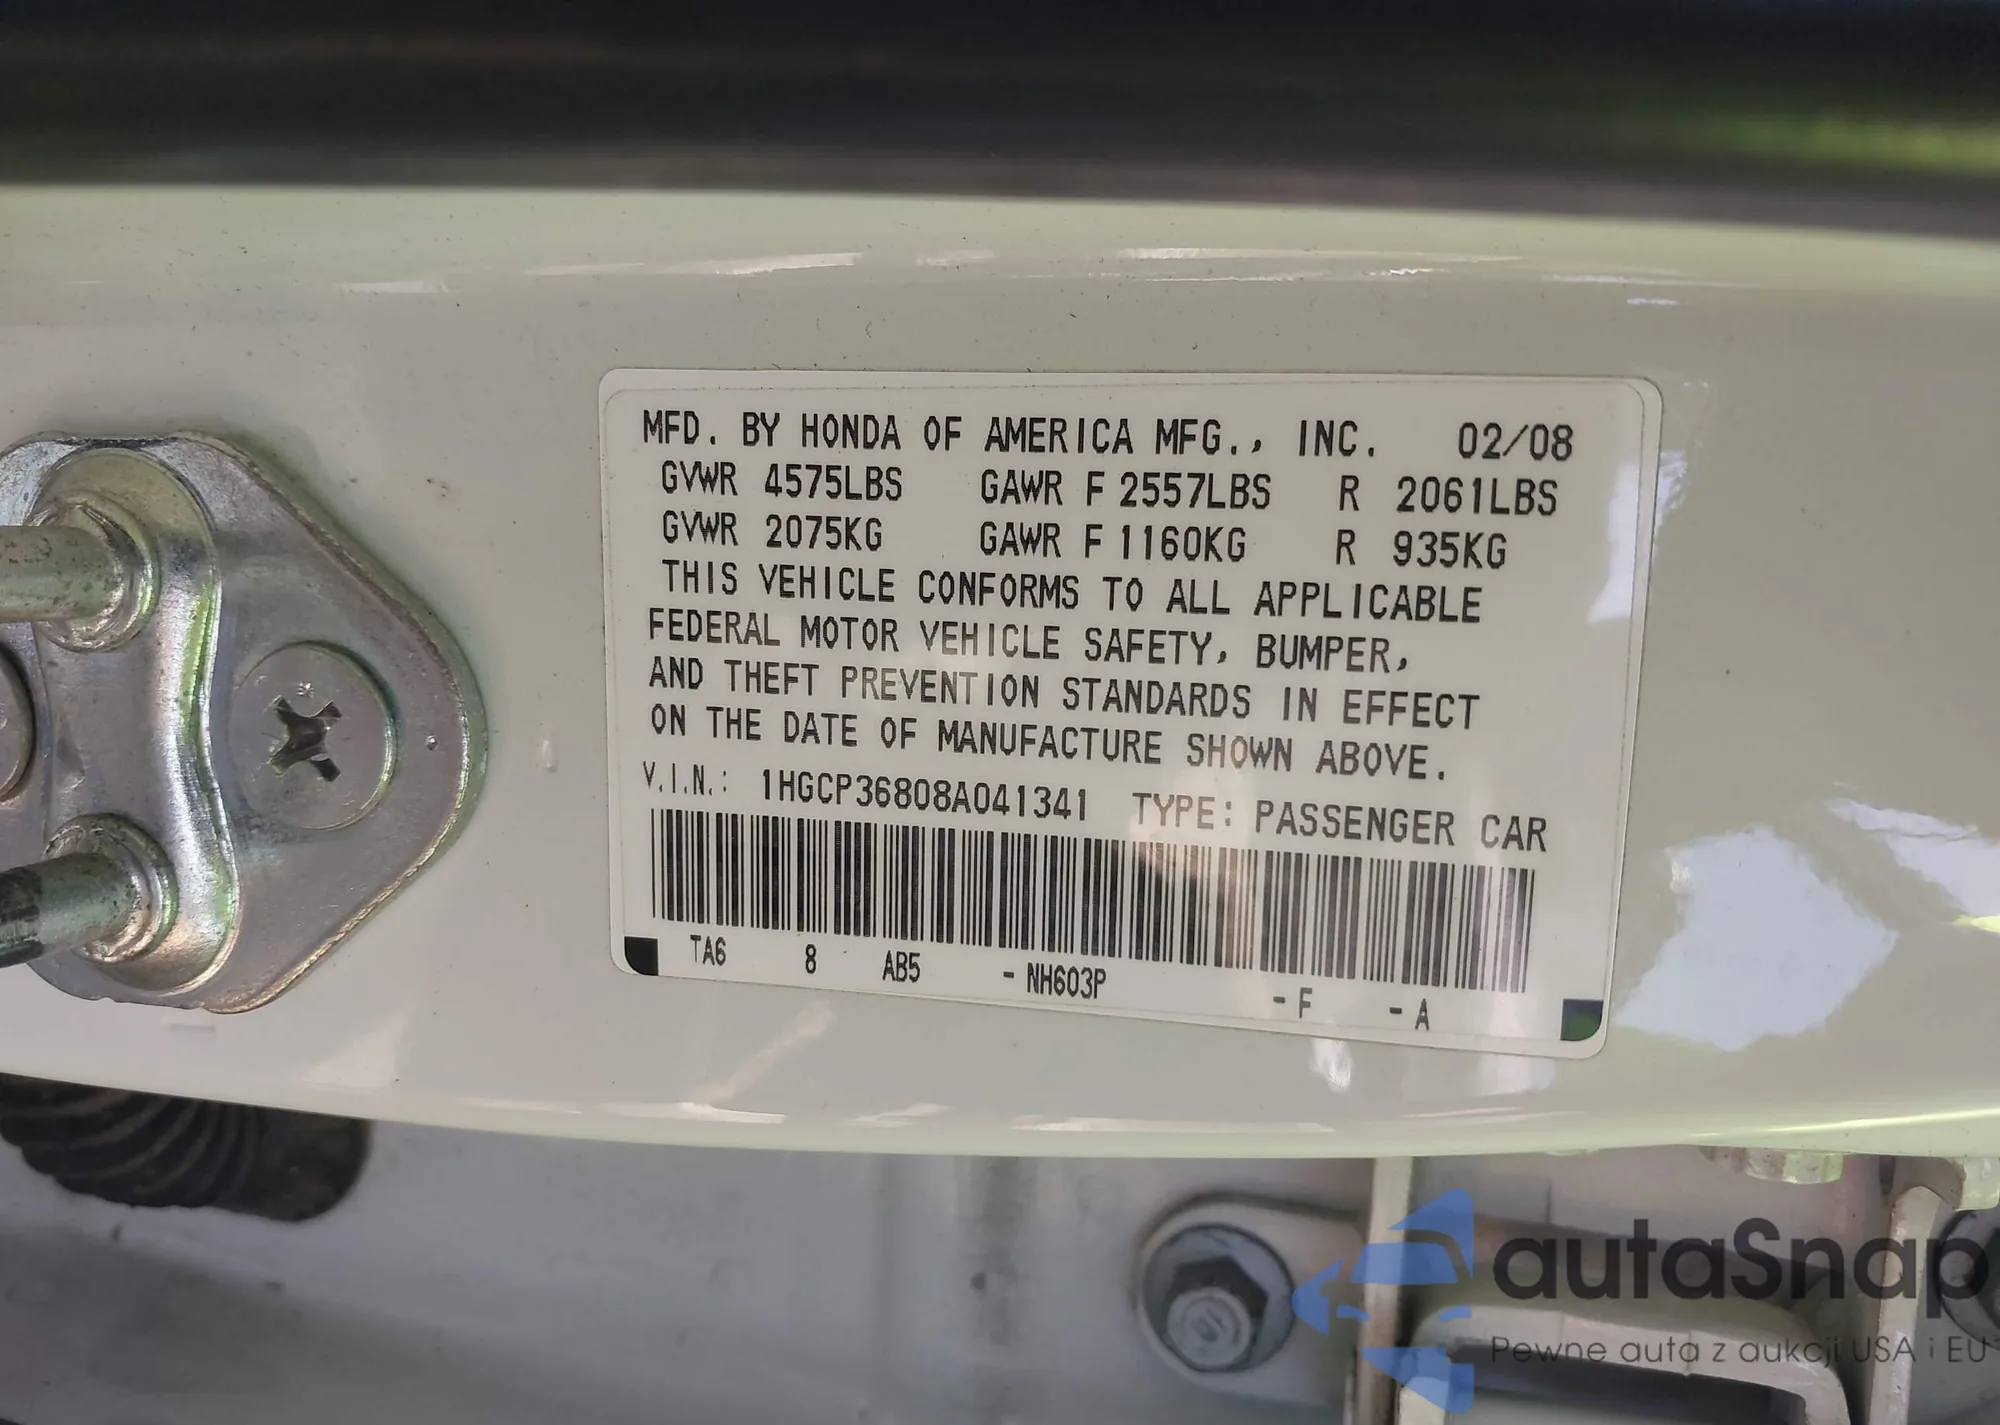 MFD. BY HONDA OF AMERICA MFG., INC. 02/08
GVWR 4575LBS GAWR F 2557LBS R 2061LBS
GVWR 2075KG GAWR F 1160KG R 935KG
THIS VEHICLE CONFORMS TO ALL APPLICABLE
FEDERAL MOTOR VEHICLE SAFETY, BUMPER,
AND THEFT PREVENTION STANDARDS IN EFFECT
ON THE DATE OF MANUFACTURE SHOWN ABOVE.
V.I.N.: 1HGCP36808A041341 TYPE: PASSENGER CAR
TA6 8 AB5 - NH603P - F - A
autaSnap
Pewne auta z aukcji USA i EU